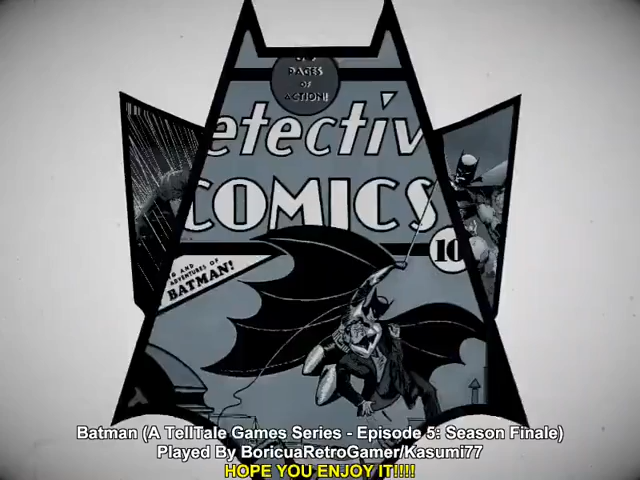 PAGES
OF
ACTION!
etectiv
COMICS
10
AND
ADVENTURES OF
BATMAN!
Batman (A TellTale Games Series - Episode 5: Season Finale)
Played By BoricuaRetroGamer/Kasumi77
HOPE YOU ENJOY IT!!!!